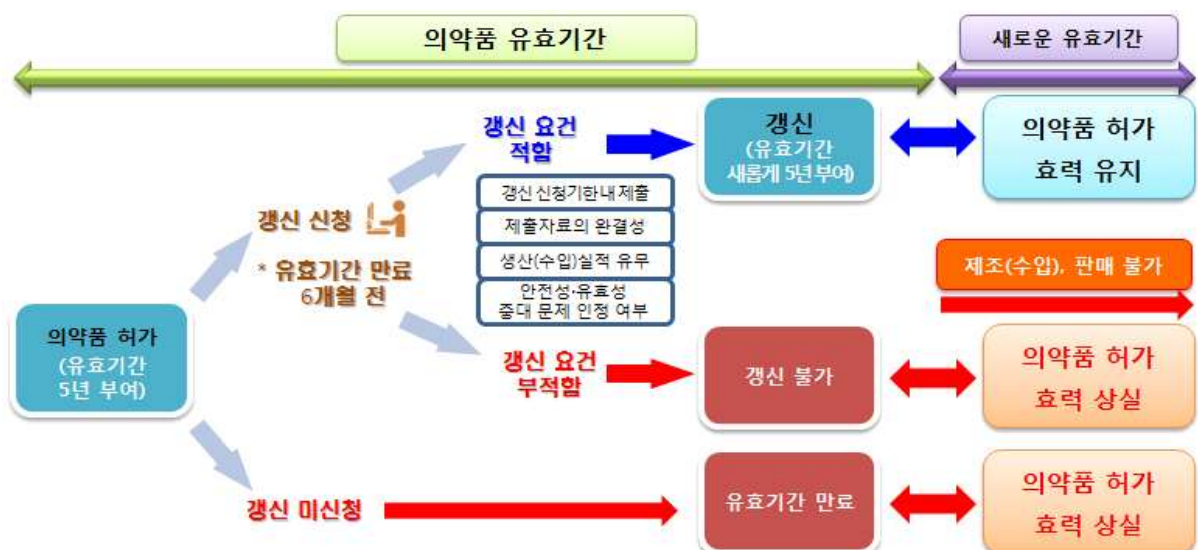 의약품 유효기간
새로운 유효기간
갱신 요건
적합
갱신
(유효기간
새롭게 5년 부여)
의약품 허가
효력 유지
갱신 신청기한내 제출
제출자료의 완결성
생산(수입)실적 유무
안전성·유효성
중대 문제 인정 여부
갱신 신청
* 유효기간 만료
6개월 전
제조(수입), 판매 불가
의약품 허가
(유효기간
5년 부여)
갱신 요건
부적합
갱신 불가
의약품 허가
효력 상실
갱신 미신청
유효기간 만료
의약품 허가
효력 상실